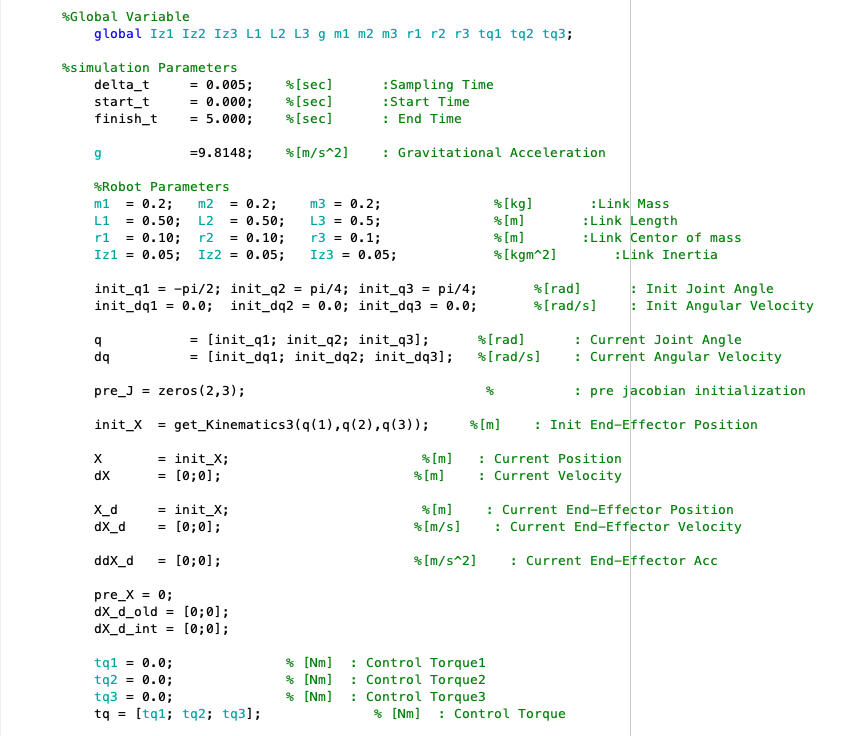 %Global Variable
global Iz1 Iz2 Iz3 L1 L2 L3 g m1 m2 m3 r1 r2 r3 tq1 tq2 tq3;
%simulation Parameters
delta_t = 0.005; %[sec] :Sampling Time
start_t = 0.000; %[sec] :Start Time
finish_t = 5.000; %[sec] : End Time
g =9.8148; %[m/s^2] : Gravitational Acceleration
%Robot Parameters
m1 = 0.2; m2 = 0.2; m3 = 0.2; %[kg] :Link Mass
L1 = 0.50; L2 = 0.50; L3 = 0.5; %[m] :Link Length
r1 = 0.10; r2 = 0.10; r3 = 0.1; %[m] :Link Centor of mass
Iz1 = 0.05; Iz2 = 0.05; Iz3 = 0.05; %[kgm^2] :Link Inertia
init_q1 = -pi/2; init_q2 = pi/4; init_q3 = pi/4; %[rad] : Init Joint Angle
init_dq1 = 0.0; init_dq2 = 0.0; init_dq3 = 0.0; %[rad/s] : Init Angular Velocity
q = [init_q1; init_q2; init_q3]; %[rad] : Current Joint Angle
dq = [init_dq1; init_dq2; init_dq3]; %[rad/s] : Current Angular Velocity
pre_J = zeros(2,3); % : pre jacobian initialization
init_X = get_Kinematics3(q(1),q(2),q(3)); %[m] : Init End-Effector Position
X = init_X; %[m] : Current Position
dX = [0;0]; %[m] : Current Velocity
X_d = init_X; %[m] : Current End-Effector Position
dX_d = [0;0]; %[m/s] : Current End-Effector Velocity
ddX_d = [0;0]; %[m/s^2] : Current End-Effector Acc
pre_X = 0;
dX_d_old = [0;0];
dX_d_int = [0;0];
tq1 = 0.0; % [Nm] : Control Torque1
tq2 = 0.0; % [Nm] : Control Torque2
tq3 = 0.0; % [Nm] : Control Torque3
tq = [tq1; tq2; tq3]; % [Nm] : Control Torque